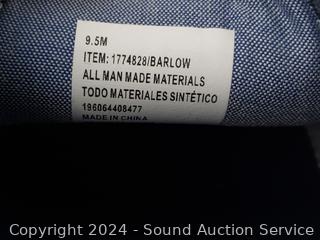 9.5M
ITEM: 1774828/BARLOW
ALL MAN MADE MATERIALS
TODO MATERIALES SINTÉTICO
196064408477
MADE IN CHINA
Copyright 2024 - Sound Auction Service